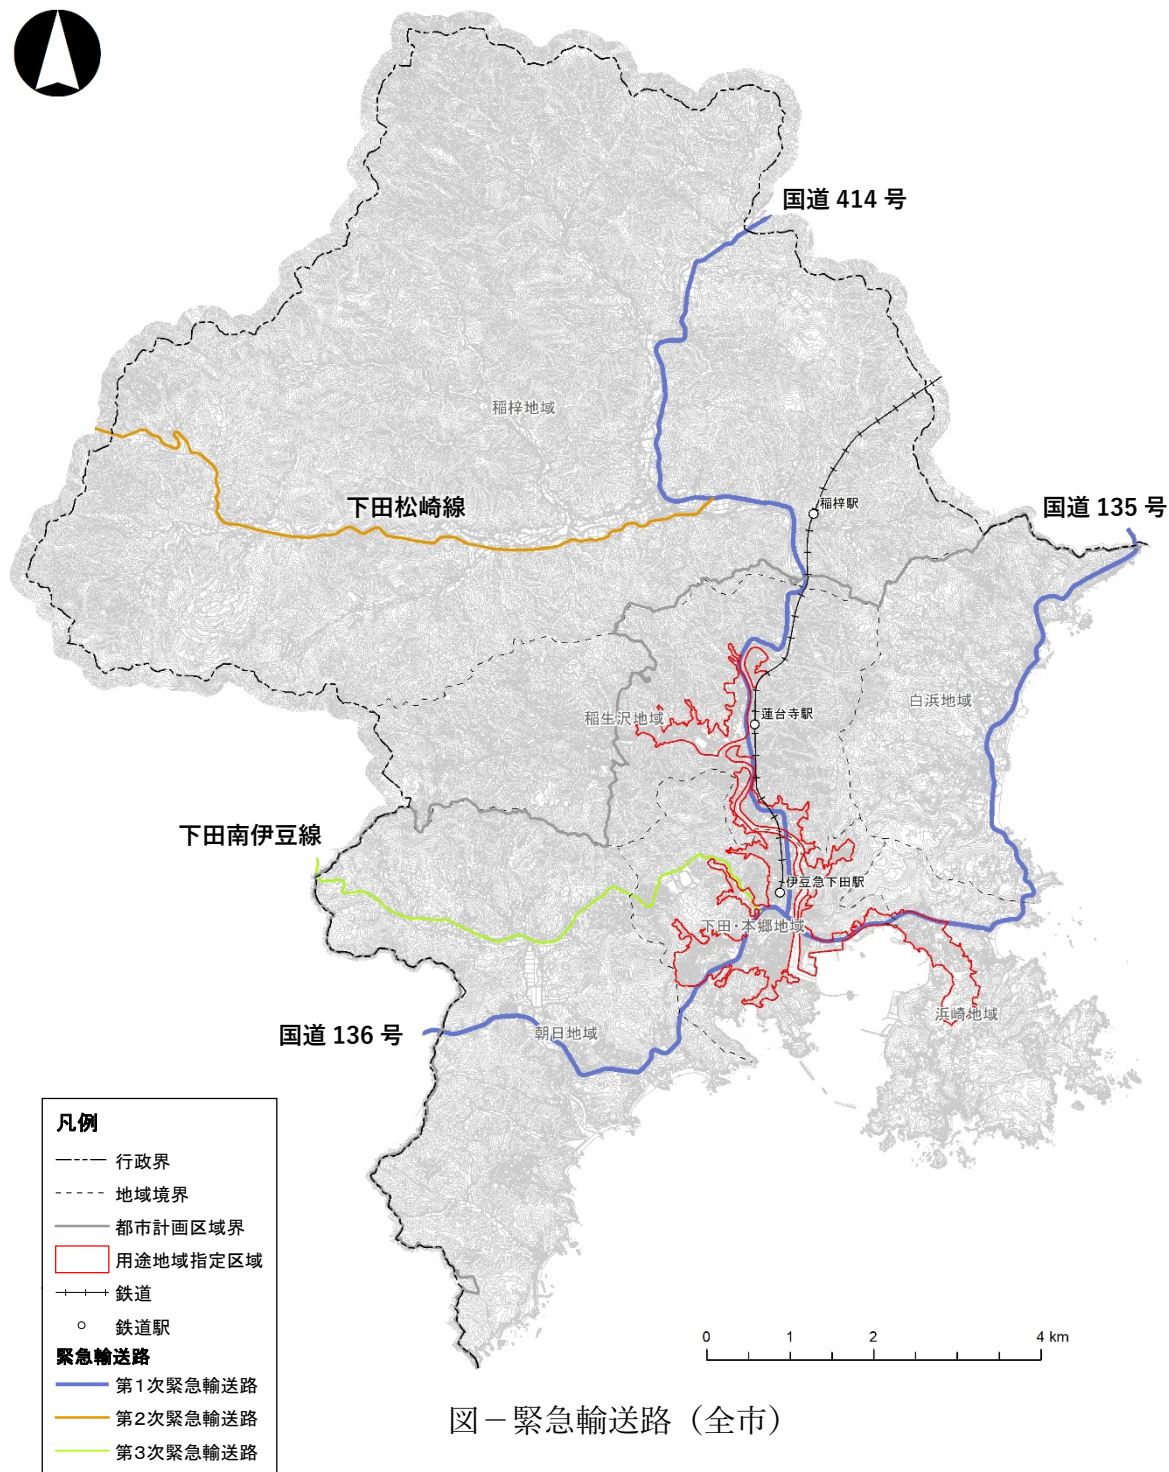 国道 414 号
稲梓地域
下田松崎線
稲梓駅
国道 135 号
白浜地域
稲生沢地域
蓮台寺駅
下田南伊豆線
伊豆急下田駅
下田・本郷地域
浜崎地域
国道 136 号
朝日地域
凡例
行政界
地域境界
都市計画区域界
用途地域指定区域
鉄道
鉄道駅
緊急輸送路
第1次緊急輸送路
第2次緊急輸送路
第3次緊急輸送路
0 1 2 4 km
図－緊急輸送路（全市）